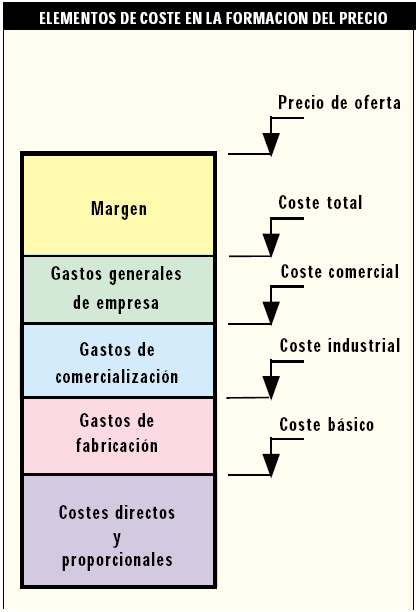 ELEMENTOS DE COSTE EN LA FORMACION DEL PRECIO
Precio de oferta
Margen
Coste total
Gastos generales
de empresa
Coste comercial
Gastos de
comercialización
Coste industrial
Gastos de
fabricación
Coste básico
Costes directos
y
proporcionales